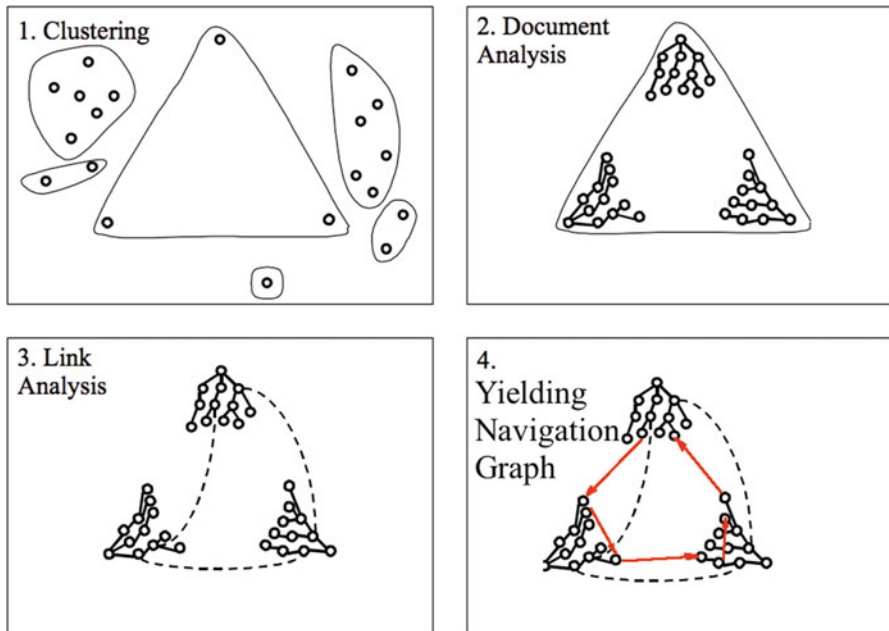 1. Clustering
2. Document
Analysis
3. Link
Analysis
4.
Yielding
Navigation
Graph